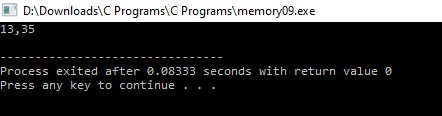 D:\Downloads\C Programs\C Programs\memory09.exe
13,35
--------------------------------
Process exited after 0.08333 seconds with return value 0
Press any key to continue . . .